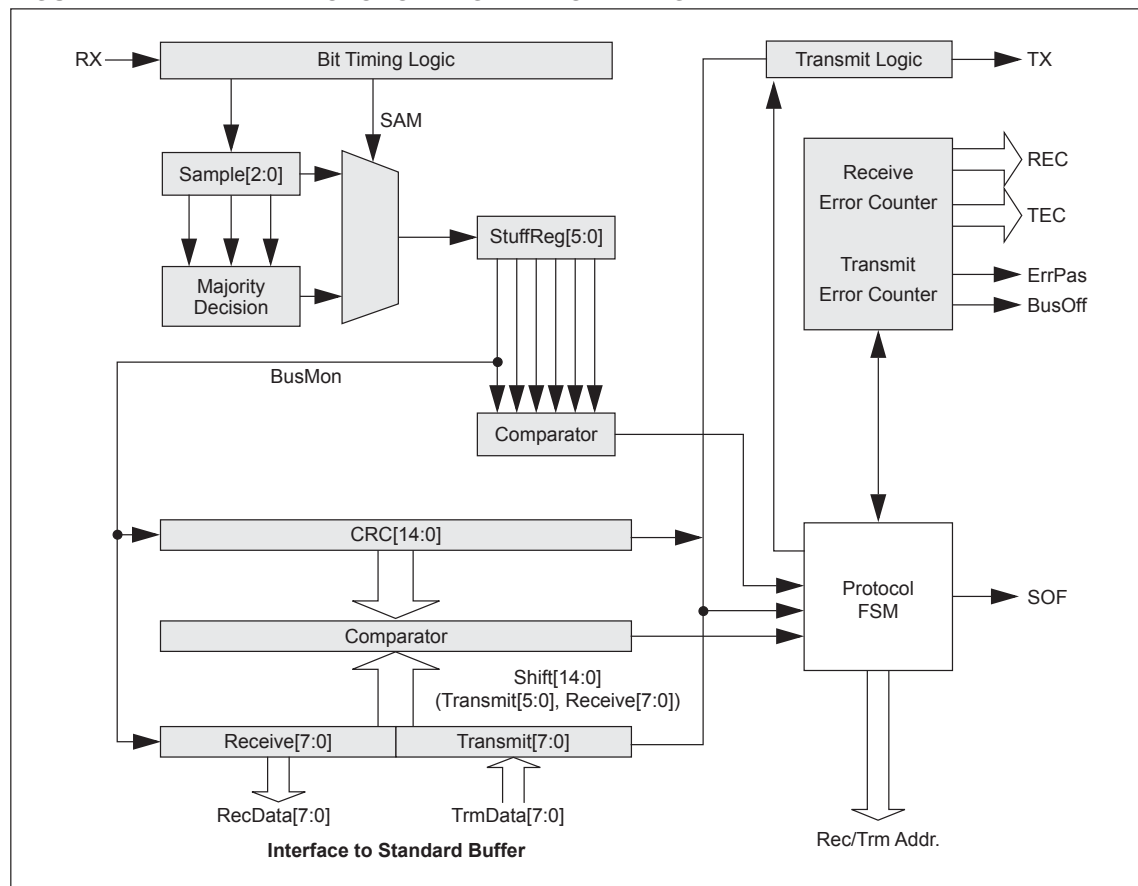 RX
Bit Timing Logic
Transmit Logic
TX
SAM
Sample[2:0]
Receive
Error Counter
REC
TEC
StuffReg[5:0]
Majority
Decision
Transmit
Error Counter
ErrPas
BusOff
BusMon
Comparator
CRC[14:0]
Protocol
FSM
SOF
Comparator
Shift[14:0]
(Transmit[5:0], Receive[7:0])
Receive[7:0]
Transmit[7:0]
RecData[7:0]
TrmData[7:0]
Rec/Trm Addr.
Interface to Standard Buffer